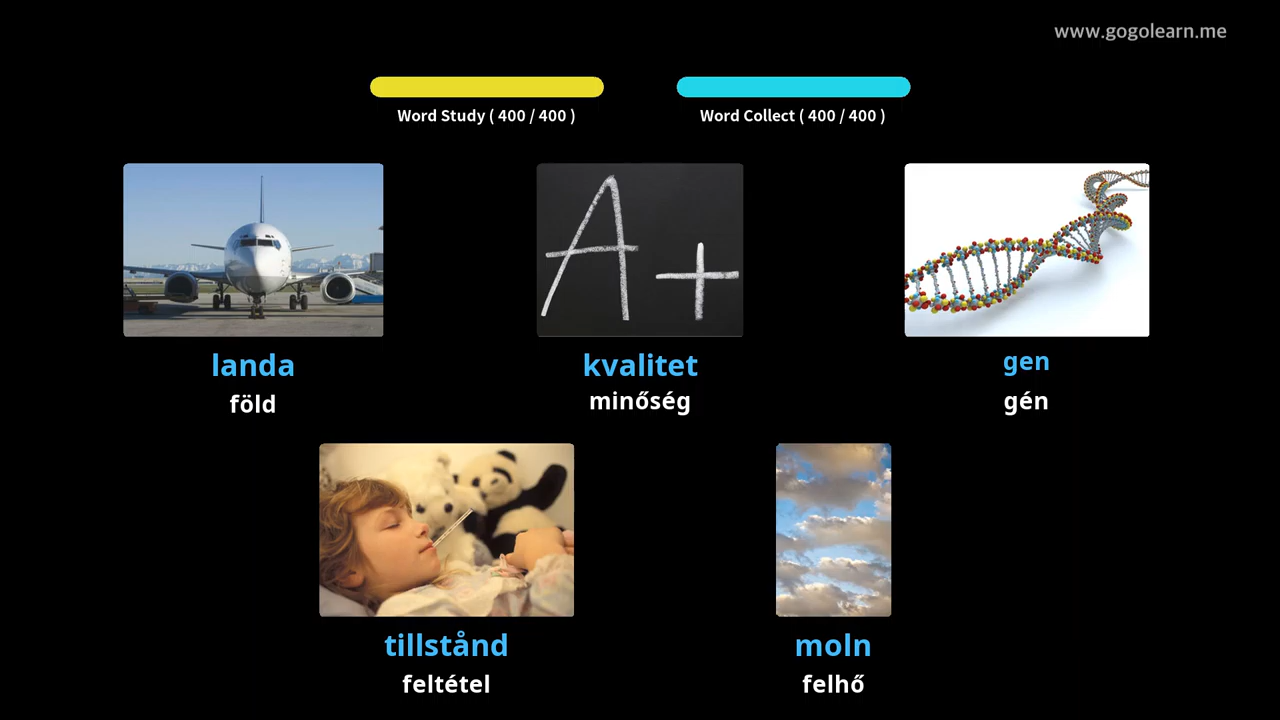 www.gogolearn.me
Word Study ( 400 / 400 )
Word Collect ( 400 / 400 )
A+
landa
föld
kvalitet
minőség
gen
gén
tillstånd
feltétel
moln
felhő